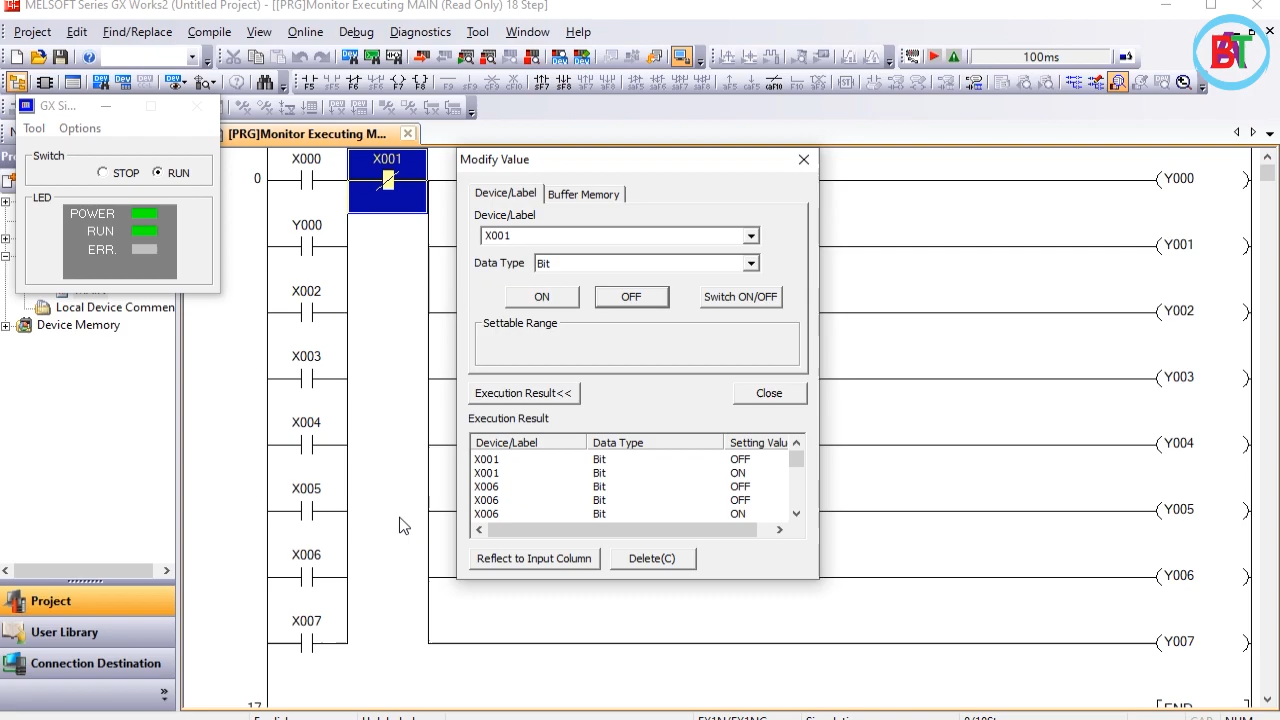 MELSOFT Series GX Works2 (Untitled Project) - [[PRG]Monitor Executing MAIN (Read Only) 18 Step]
Project Edit Find/Replace Compile View Online Debug Diagnostics Tool Window Help
100ms
BAT
GX Si...
Tool Options
Switch
STOP RUN
LED
POWER
RUN
ERR.
Local Device Commen
Device Memory
Project
User Library
Connection Destination
[PRG]Monitor Executing M...
X000 X001
0
Y000
Y000
Y001
X002
Y002
X003
Y003
X004
Y004
X005
Y005
X006
Y006
X007
Y007
17
END
Modify Value
Device/Label Buffer Memory
Device/Label
X001
Data Type Bit
ON OFF Switch ON/OFF
Settable Range
Execution Result<< Close
Execution Result
Device/Label Data Type Setting Valu
X001 Bit OFF
X001 Bit ON
X006 Bit OFF
X006 Bit OFF
X006 Bit ON
Reflect to Input Column Delete(C)